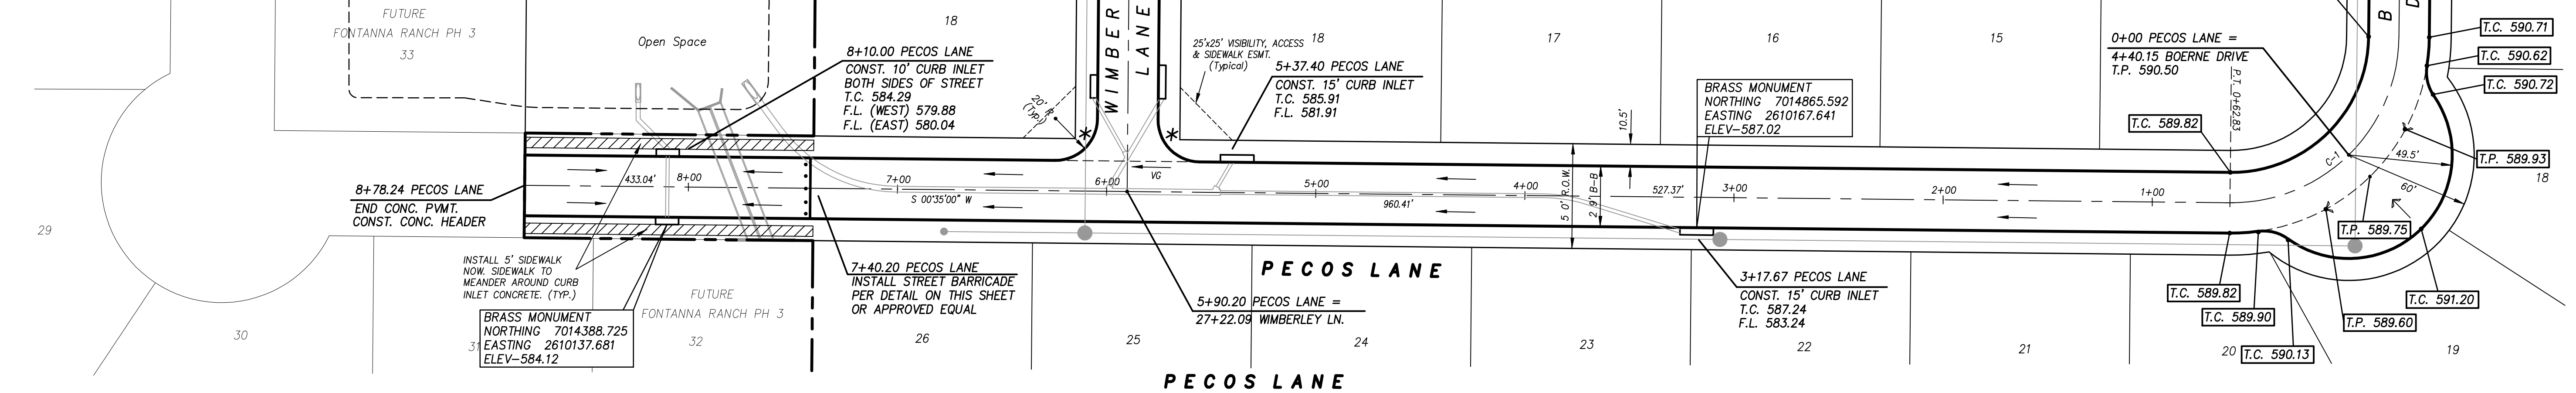 FUTURE
FONTANNA RANCH PH 3
33
Open Space
18
8+10.00 PECOS LANE
CONST. 10' CURB INLET
BOTH SIDES OF STREET
T.C. 584.29
F.L. (WEST) 579.88
F.L. (EAST) 580.04
WIMBER
LANE
20' R
(Typ.)
25'x25' VISIBILITY, ACCESS
& SIDEWALK ESMT.
(Typical)
18
5+37.40 PECOS LANE
CONST. 15' CURB INLET
T.C. 585.91
F.L. 581.91
17
10.5'
BRASS MONUMENT
NORTHING 7014865.592
EASTING 2610167.641
ELEV-587.02
16
15
0+00 PECOS LANE =
4+40.15 BOERNE DRIVE
T.P. 590.50
P.T. 0+62.83
T.C. 589.82
B
D
T.C. 590.71
T.C. 590.62
T.C. 590.72
T.P. 589.93
18
49.5'
60'
C-1
8+78.24 PECOS LANE
END CONC. PVMT.
CONST. CONC. HEADER
433.04'
8+00
7+00
S 00°35'00" W
6+00
VG
5+00
960.41'
4+00
50' R.O.W.
29' B-B
527.37'
3+00
2+00
1+00
T.P. 589.75
29
INSTALL 5' SIDEWALK
NOW. SIDEWALK TO
MEANDER AROUND CURB
INLET CONCRETE. (TYP.)
BRASS MONUMENT
NORTHING 7014388.725
EASTING 2610137.681
ELEV-584.12
30
31
FUTURE
FONTANNA RANCH PH 3
32
7+40.20 PECOS LANE
INSTALL STREET BARRICADE
PER DETAIL ON THIS SHEET
OR APPROVED EQUAL
26
25
5+90.20 PECOS LANE =
27+22.09 WIMBERLEY LN.
PECOS LANE
24
23
3+17.67 PECOS LANE
CONST. 15' CURB INLET
T.C. 587.24
F.L. 583.24
22
21
20
T.C. 589.82
T.C. 589.90
T.C. 590.13
T.P. 589.60
T.C. 591.20
19
PECOS LANE